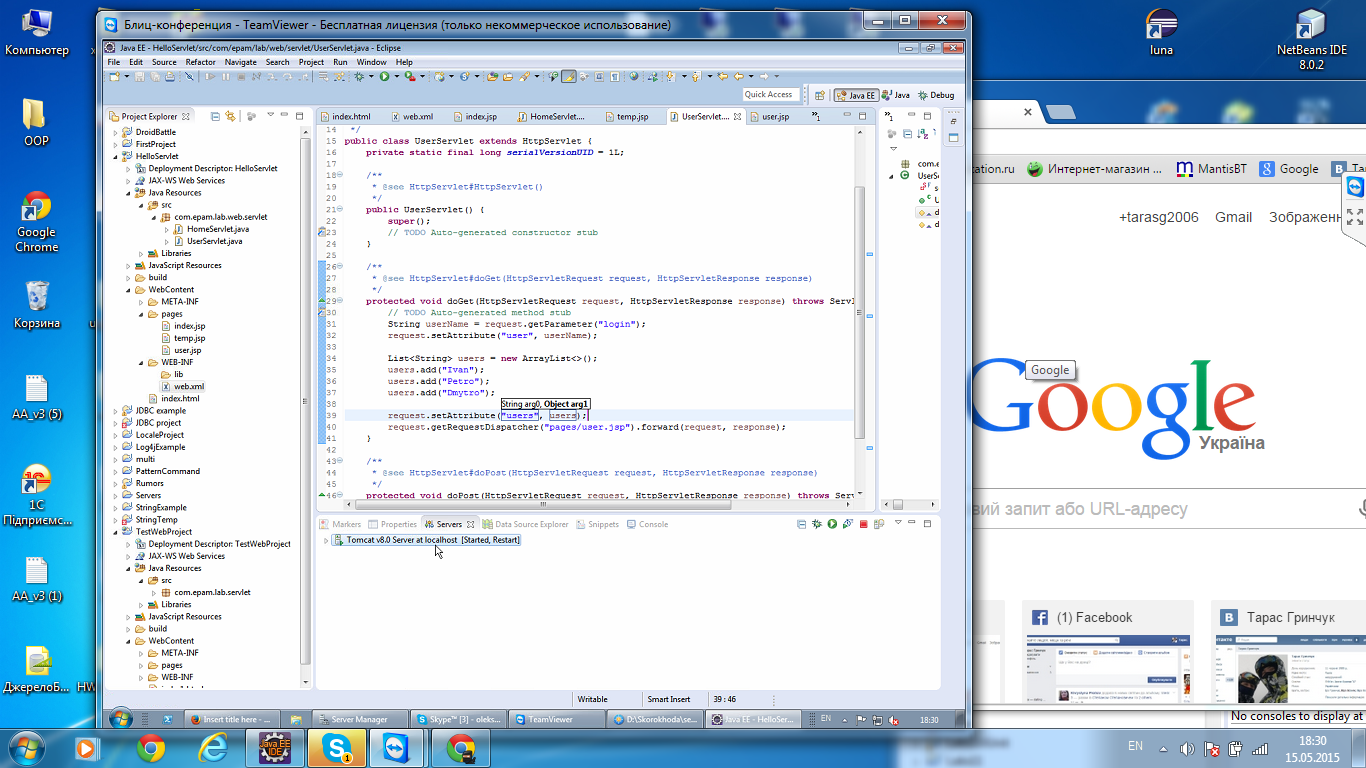 Компьютер
OOP
Google Chrome
Корзина
AA_v3 (5)
1C Підприємс...
AA_v3 (1)
ДжерелоБ...
HW
luna
NetBeans IDE 8.0.2
Блиц-конференция - TeamViewer - Бесплатная лицензия (только некоммерческое использование)
Java EE - HelloServlet/src/com/epam/lab/web/servlet/UserServlet.java - Eclipse
File Edit Source Refactor Navigate Search Project Run Window Help
Quick Access Java EE Java Debug
Project Explorer
DroidBattle
FirstProject
HelloServlet
Deployment Descriptor: HelloServlet
JAX-WS Web Services
Java Resources
src
com.epam.lab.web.servlet
HomeServlet.java
UserServlet.java
Libraries
JavaScript Resources
build
WebContent
META-INF
pages
index.jsp
temp.jsp
user.jsp
WEB-INF
lib
web.xml
index.html
JDBC example
JDBC project
LocaleProject
Log4jExample
multi
PatternCommand
Rumors
Servers
StringExample
StringTemp
TestWebProject
Deployment Descriptor: TestWebProject
JAX-WS Web Services
Java Resources
src
com.epam.lab.servlet
Libraries
JavaScript Resources
build
WebContent
META-INF
pages
WEB-INF
index.html web.xml index.jsp HomeServlet.... temp.jsp UserServlet.... user.jsp
14 */
15 public class UserServlet extends HttpServlet {
16 private static final long serialVersionUID = 1L;
17
18 /**
19 * @see HttpServlet#HttpServlet()
20 */
21 public UserServlet() {
22 super();
23 // TODO Auto-generated constructor stub
24 }
25
26 /**
27 * @see HttpServlet#doGet(HttpServletRequest request, HttpServletResponse response)
28 */
29 protected void doGet(HttpServletRequest request, HttpServletResponse response) throws Serv
30 // TODO Auto-generated method stub
31 String userName = request.getParameter("login");
32 request.setAttribute("user", userName);
33
34 List<String> users = new ArrayList<>();
35 users.add("Ivan");
36 users.add("Petro");
37 users.add("Dmytro");
38 String arg0, Object arg1
39 request.setAttribute("users", users);
40 request.getRequestDispatcher("pages/user.jsp").forward(request, response);
41 }
42
43 /**
44 * @see HttpServlet#doPost(HttpServletRequest request, HttpServletResponse response)
45 */
46 protected void doPost(HttpServletRequest request, HttpServletResponse response) throws Serv
com.e
UserS
Markers Properties Servers Data Source Explorer Snippets Console
Tomcat v8.0 Server at localhost [Started, Restart]
Writable Smart Insert 39 : 46
Insert title here - ... Server Manager Skype™ [3] - oleks... TeamViewer D:\Skorokhoda\se... Java EE - HelloSer... EN 18:30
ation.ru Интернет-магазин ... MantisBT Google
+tarasg2006 Gmail Зображенн
Google
Google
Україна
вий запит або URL-адресу
(1) Facebook
Тарас Гринчук
No consoles to display at
EN 18:30
15.05.2015